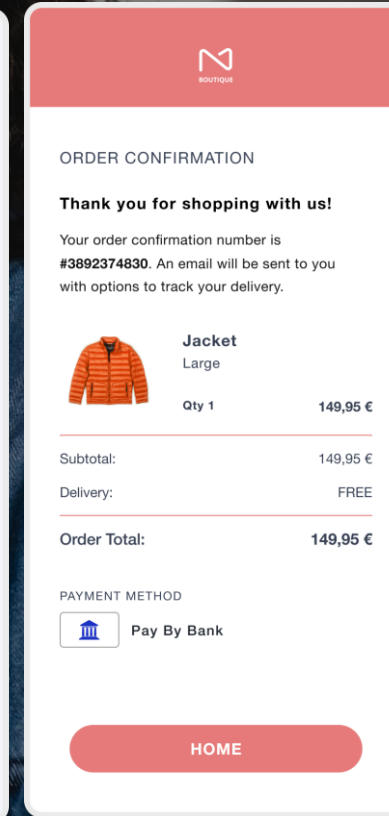 BOUTIQUE
ORDER CONFIRMATION
Thank you for shopping with us!
Your order confirmation number is
#3892374830. An email will be sent to you
with options to track your delivery.
Jacket
Large
Qty 1 149,95 €
Subtotal: 149,95 €
Delivery: FREE
Order Total: 149,95 €
PAYMENT METHOD
Pay By Bank
HOME